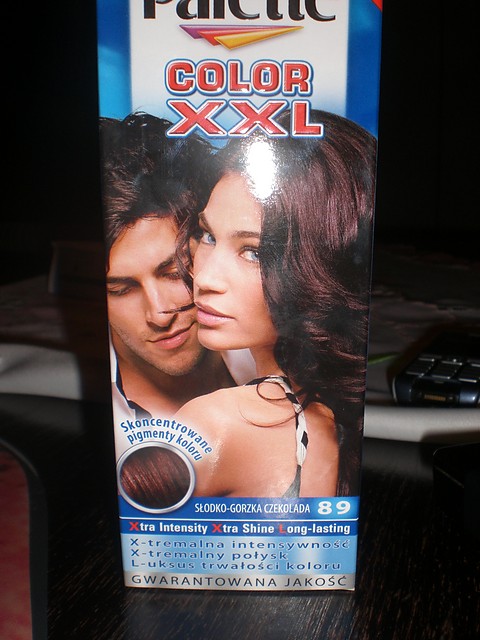 Palette
COLOR
XXL
Skoncentrowane
pigmenty koloru
SŁODKO-GORZKA CZEKOLADA 89
Xtra Intensity Xtra Shine Long-lasting
X-tremalna intensywność
X-tremalny połysk
L-uksus trwałości koloru
GWARANTOWANA JAKOŚĆ